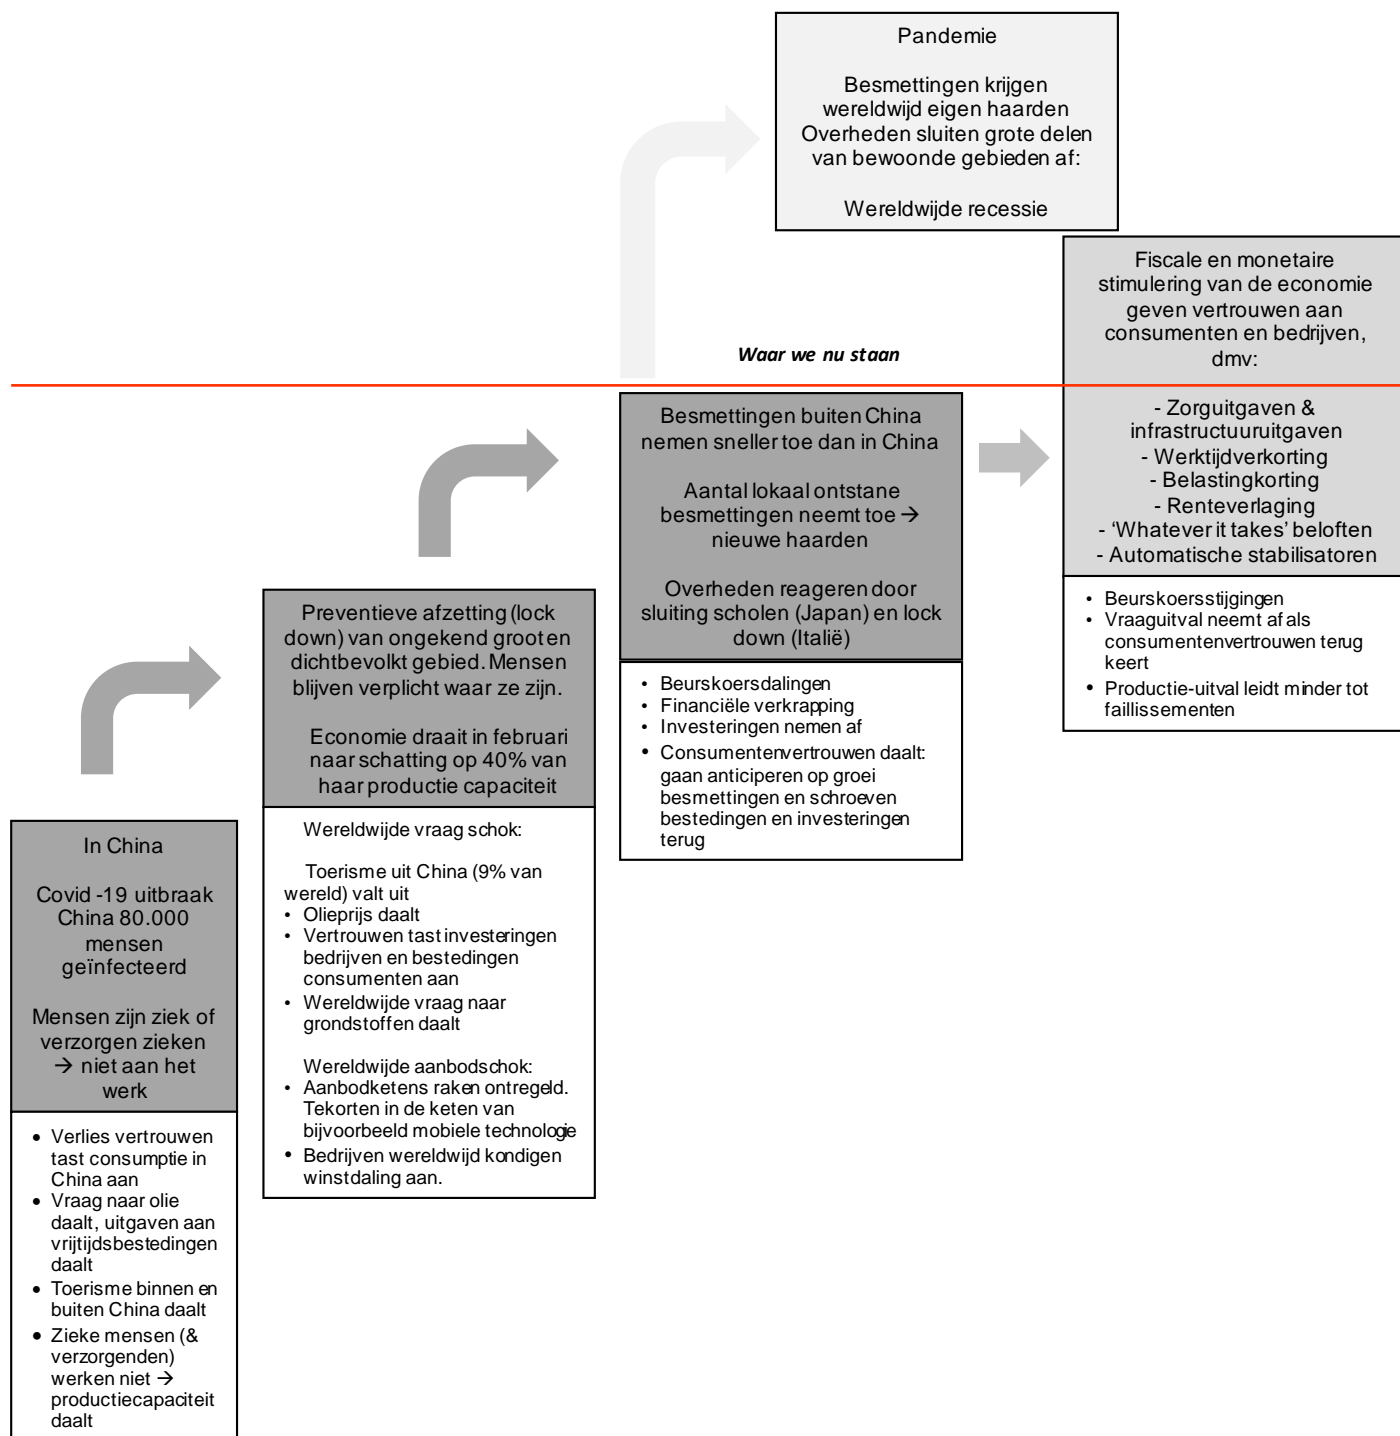 Pandemie
Besmettingen krijgen
wereldwijd eigen haarden
Overheden sluiten grote delen
van bewoonde gebieden af:
Wereldwijde recessie
Fiscale en monetaire
stimulering van de economie
geven vertrouwen aan
consumenten en bedrijven,
dmv:
- Zorguitgaven &
infrastructuuruitgaven
- Werktijdverkorting
- Belastingkorting
- Renteverlaging
- ‘Whatever it takes’ beloften
- Automatische stabilisatoren
• Beurskoersstijgingen
• Vraaguitval neemt af als
consumentenvertrouwen terug
keert
• Productie-uitval leidt minder tot
faillissementen
Waar we nu staan
Besmettingen buiten China
nemen sneller toe dan in China
Aantal lokaal ontstane
besmettingen neemt toe →
nieuwe haarden
Overheden reageren door
sluiting scholen (Japan) en lock
down (Italië)
• Beurskoersdalingen
• Financiële verkrapping
• Investeringen nemen af
• Consumentenvertrouwen daalt:
gaan anticiperen op groei
besmettingen en schroeven
bestedingen en investeringen
terug
Preventieve afzetting (lock
down) van ongekend groot en
dichtbevolkt gebied. Mensen
blijven verplicht waar ze zijn.
Economie draait in februari
naar schatting op 40% van
haar productie capaciteit
Wereldwijde vraag schok:
Toerisme uit China (9% van
wereld) valt uit
• Olieprijs daalt
• Vertrouwen tast investeringen
bedrijven en bestedingen
consumenten aan
• Wereldwijde vraag naar
grondstoffen daalt
Wereldwijde aanbodschok:
• Aanbodketens raken ontregeld.
Tekorten in de keten van
bijvoorbeeld mobiele technologie
• Bedrijven wereldwijd kondigen
winstdaling aan.
In China
Covid -19 uitbraak
China 80.000
mensen
geïnfecteerd
Mensen zijn ziek of
verzorgen zieken
→ niet aan het
werk
• Verlies vertrouwen
tast consumptie in
China aan
• Vraag naar olie
daalt, uitgaven aan
vrijtijdsbestedingen
daalt
• Toerisme binnen en
buiten China daalt
• Zieke mensen (&
verzorgenden)
werken niet →
productiecapaciteit
daalt